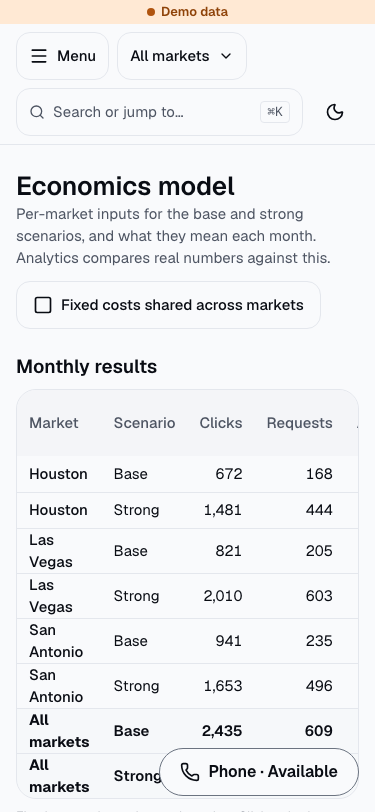 Demo data
Menu
All markets
Search or jump to...
⌘K
Economics model
Per-market inputs for the base and strong
scenarios, and what they mean each month.
Analytics compares real numbers against this.
Fixed costs shared across markets
Monthly results
Market Scenario Clicks Requests
Houston Base 672 168
Houston Strong 1,481 444
Las Vegas Base 821 205
Las Vegas Strong 2,010 603
San Antonio Base 941 235
San Antonio Strong 1,653 496
All markets Base 2,435 609
All markets Strong
Phone · Available